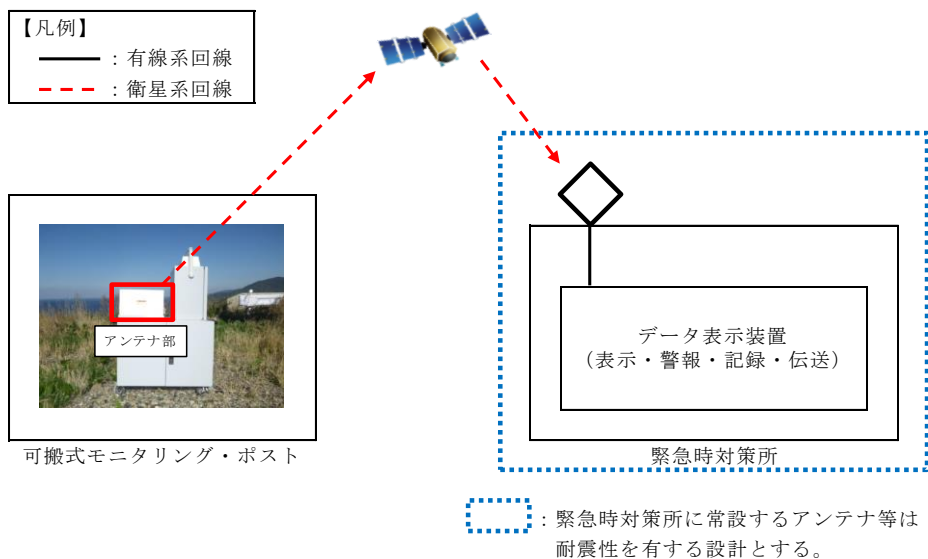 【凡例】
：有線系回線
：衛星系回線
アンテナ部
データ表示装置
（表示・警報・記録・伝送）
可搬式モニタリング・ポスト
緊急時対策所
：緊急時対策所に常設するアンテナ等は
耐震性を有する設計とする。